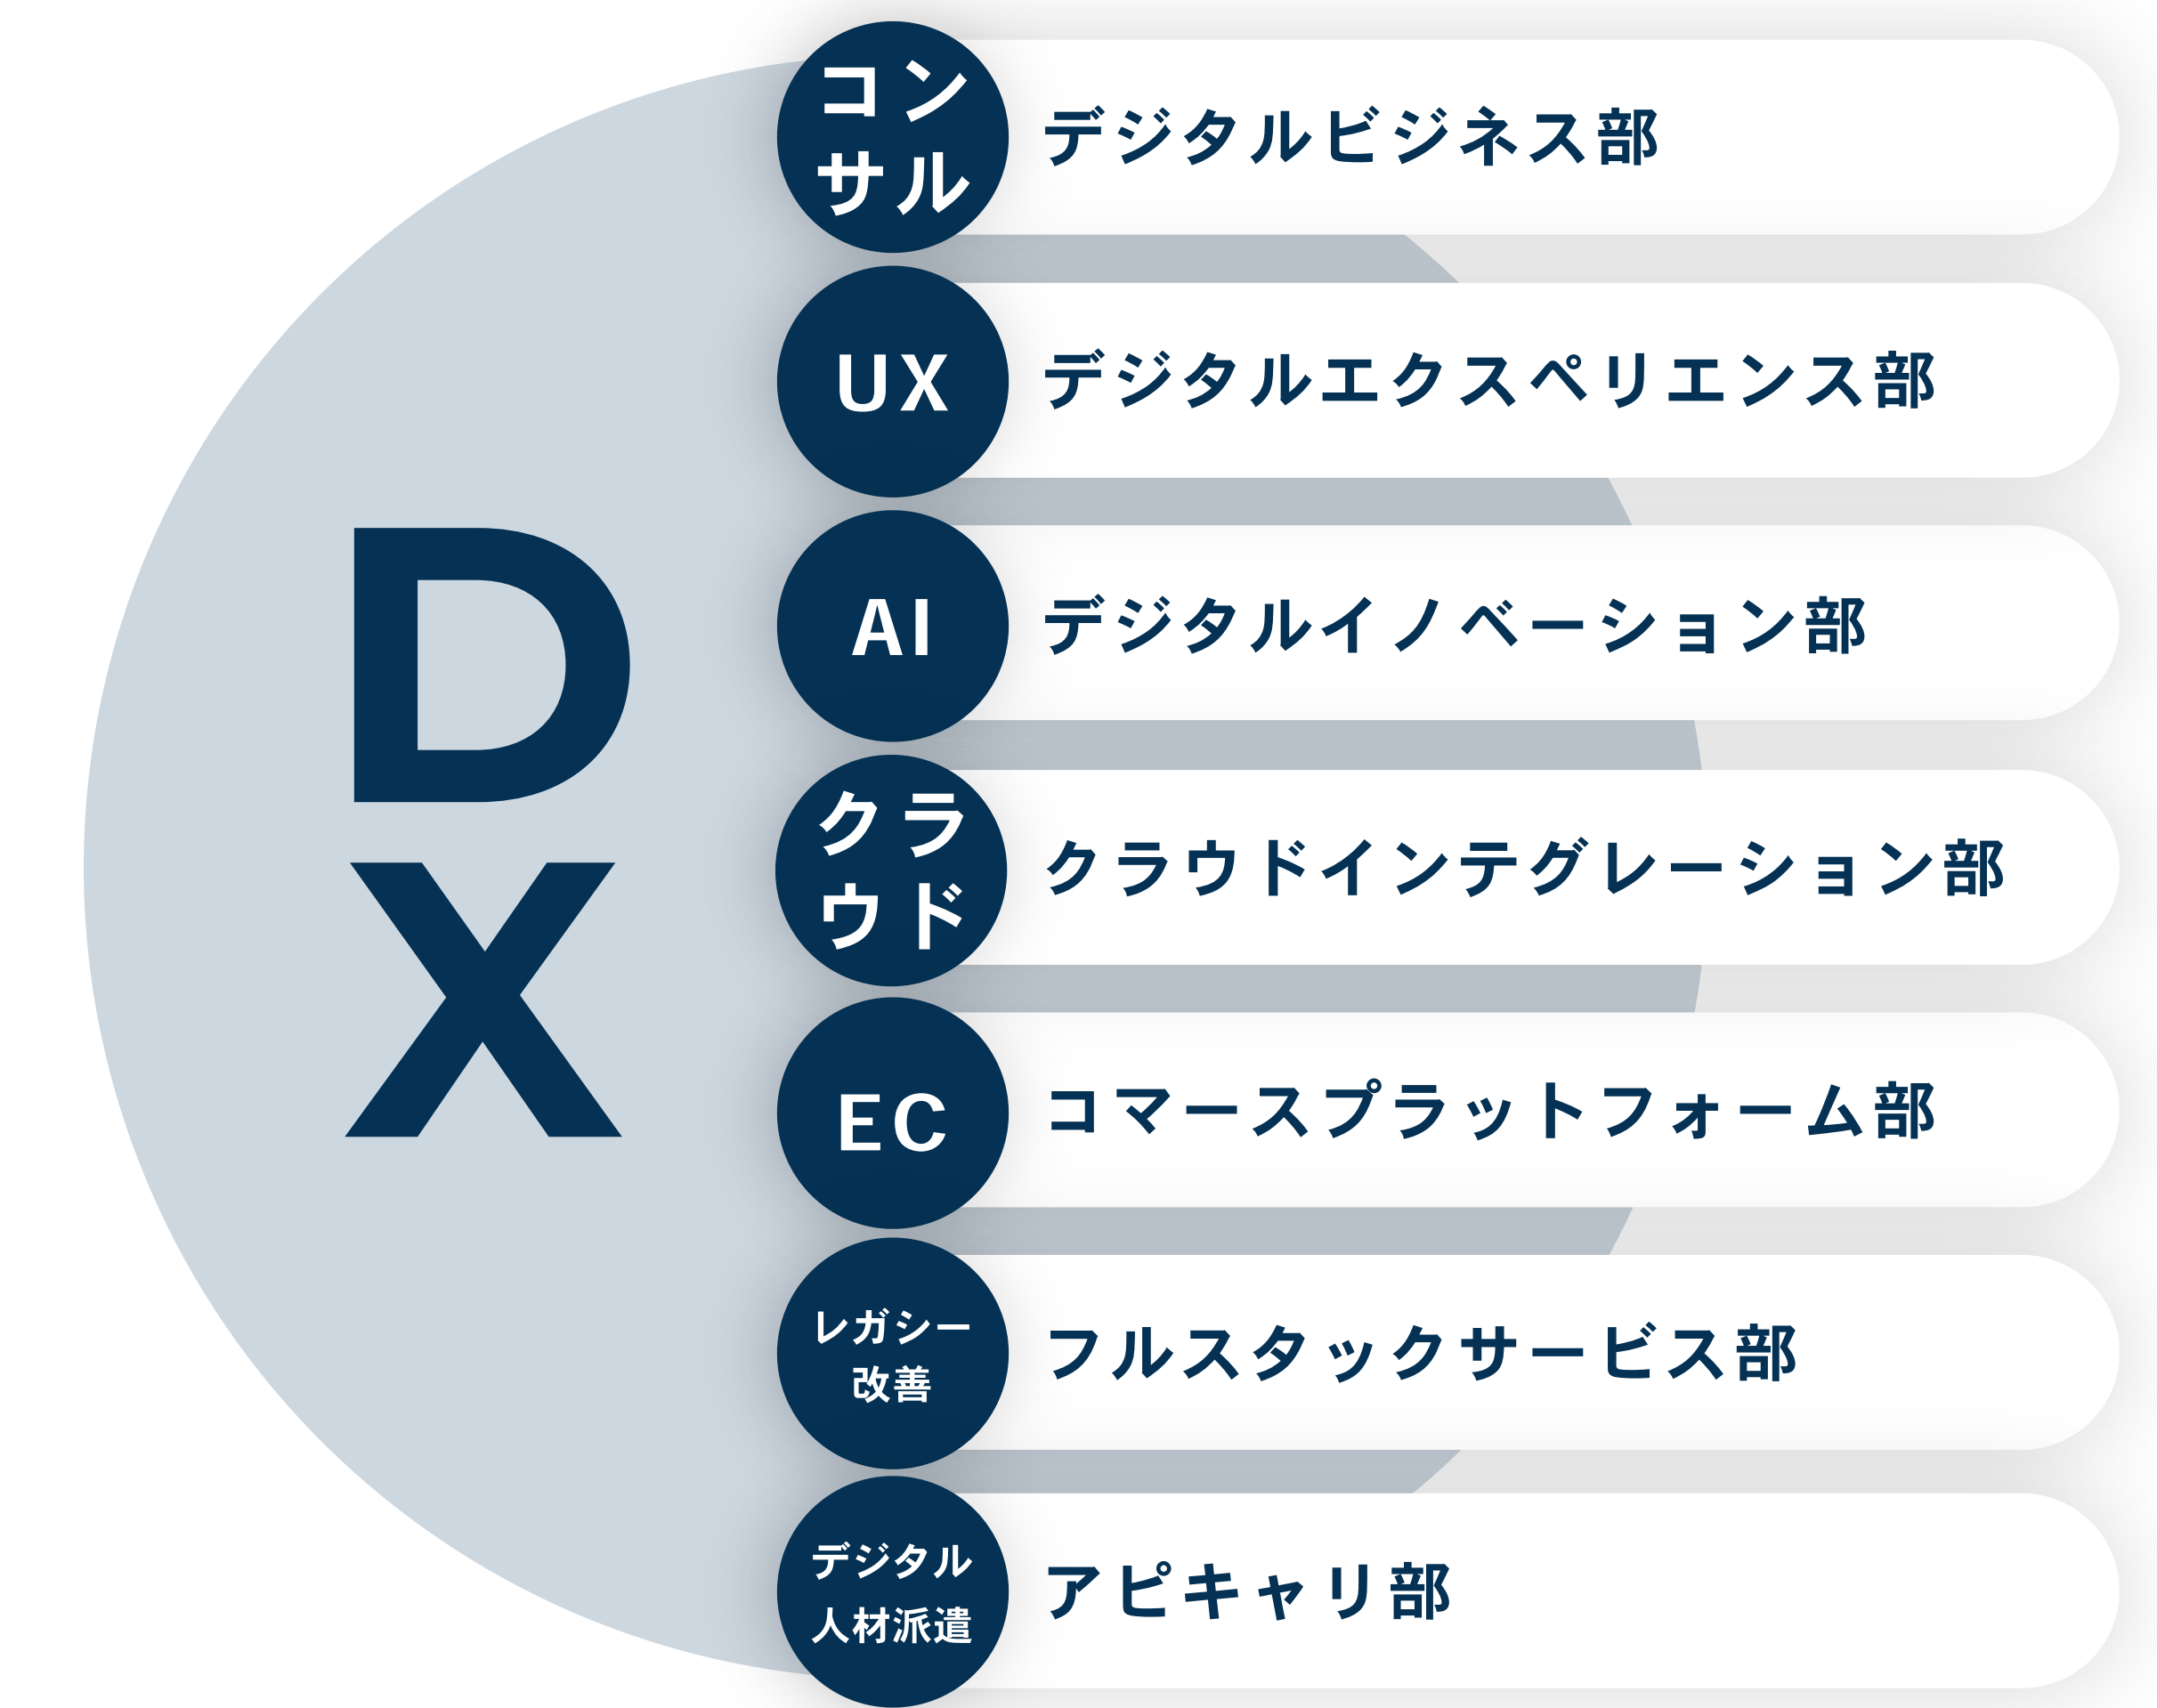 DX
コン
サル
デジタルビジネス部
UX
デジタルエクスペリエンス部
AI
デジタルイノベーション部
クラ
ウド
クラウドインテグレーション部
EC
コマースプラットフォーム部
レガシー
改善
フルスタックサービス部
デジタル
人材派遣
アピキャリ部